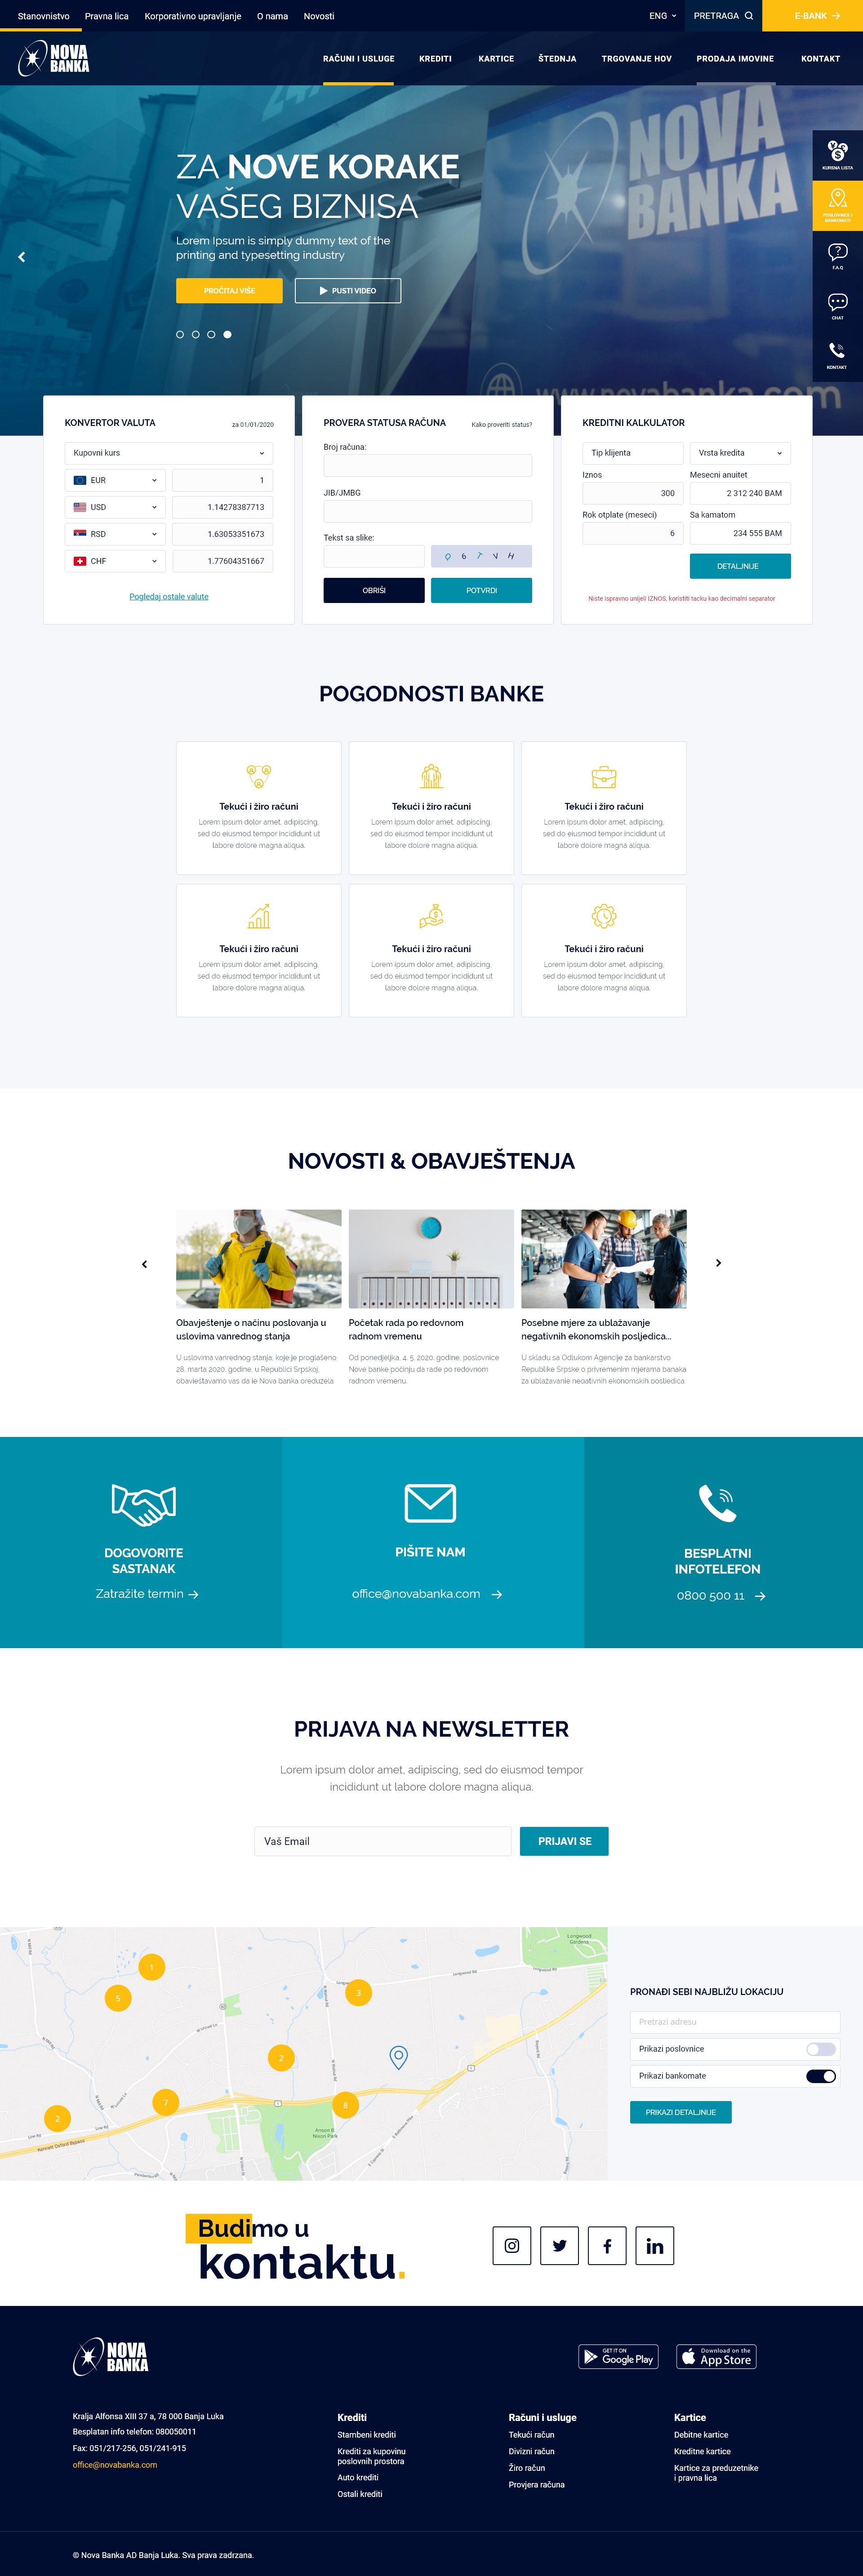 Stanovnistvo Pravna lica Korporativno upravljanje O nama Novosti ENG PRETRAGA E-BANK
NOVA
BANKA
RAČUNI I USLUGE KREDITI KARTICE ŠTEDNJA TRGOVANJE HOV PRODAJA IMOVINE KONTAKT
NOVA
BANKA
ZA NOVE KORAKE
VAŠEG BIZNISA
Lorem Ipsum is simply dummy text of the
printing and typesetting industry
PROČITAJ VIŠE
PUSTI VIDEO
www.novabanka.com
KURSNA LISTA
POSLOVNICE I
BANKOMATI
F.A.Q
CHAT
KONTAKT
KONVERTOR VALUTA za 01/01/2020
Kupovni kurs
EUR 1
USD 1.14278387713
RSD 1.63053351673
CHF 1.77604351667
Pogledaj ostale valute
PROVERA STATUSA RAČUNA Kako proveriti status?
Broj računa:
JIB/JMBG
Tekst sa slike:
Q 6 T V H
OBRIŠI POTVRDI
KREDITNI KALKULATOR
Tip klijenta Vrsta kredita
Iznos Mesecni anuitet
300 2 312 240 BAM
Rok otplate (meseci) Sa kamatom
6 234 555 BAM
DETALJNIJE
Niste ispravno unijeli IZNOS, koristiti tacku kao decimalni separator
POGODNOSTI BANKE
Tekući i žiro računi
Lorem ipsum dolor amet, adipiscing,
sed do eiusmod tempor incididunt ut
labore dolore magna aliqua.
Tekući i žiro računi
Lorem ipsum dolor amet, adipiscing,
sed do eiusmod tempor incididunt ut
labore dolore magna aliqua.
Tekući i žiro računi
Lorem ipsum dolor amet, adipiscing,
sed do eiusmod tempor incididunt ut
labore dolore magna aliqua.
Tekući i žiro računi
Lorem ipsum dolor amet, adipiscing,
sed do eiusmod tempor incididunt ut
labore dolore magna aliqua.
Tekući i žiro računi
Lorem ipsum dolor amet, adipiscing,
sed do eiusmod tempor incididunt ut
labore dolore magna aliqua.
Tekući i žiro računi
Lorem ipsum dolor amet, adipiscing,
sed do eiusmod tempor incididunt ut
labore dolore magna aliqua.
NOVOSTI & OBAVJEŠTENJA
Obavještenje o načinu poslovanja u
uslovima vanrednog stanja
U uslovima vanrednog stanja, koje je proglašeno
28. marta 2020. godine, u Republici Srpskoj,
obavještavamo vas da je Nova banka preduzela
Početak rada po redovnom
radnom vremenu
Od ponedjeljka, 4. 5. 2020. godine, poslovnice
Nove banke počinju da rade po redovnom
radnom vremenu.
Posebne mjere za ublažavanje
negativnih ekonomskih posljedica...
U skladu sa Odlukom Agencije za bankarstvo
Republike Srpske o privremenim mjerama banaka
za ublažavanje negativnih ekonomskih posljedica
DOGOVORITE
SASTANAK
Zatražite termin
PIŠITE NAM
office@novabanka.com
BESPLATNI
INFOTELEFON
0800 500 11
PRIJAVA NA NEWSLETTER
Lorem ipsum dolor amet, adipiscing, sed do eiusmod tempor
incididunt ut labore dolore magna aliqua.
Vaš Email
PRIJAVI SE
Longwood
Gardens
1
5
3
2
7
8
2
Anson B.
Nixon Park
PRONAĐI SEBI NAJBLIŽU LOKACIJU
Pretrazi adresu
Prikazi poslovnice
Prikazi bankomate
PRIKAZI DETALJNIJE
Budimo u
kontaktu.
NOVA
BANKA
GET IT ON
Google Play
Download on the
App Store
Kralja Alfonsa XIII 37 a, 78 000 Banja Luka
Besplatan info telefon: 080050011
Fax: 051/217-256, 051/241-915
office@novabanka.com
Krediti
Stambeni krediti
Krediti za kupovinu
poslovnih prostora
Auto krediti
Ostali krediti
Računi i usluge
Tekući račun
Divizni račun
Žiro račun
Provjera računa
Kartice
Debitne kartice
Kreditne kartice
Kartice za preduzetnike
i pravna lica
© Nova Banka AD Banja Luka. Sva prava zadrzana.